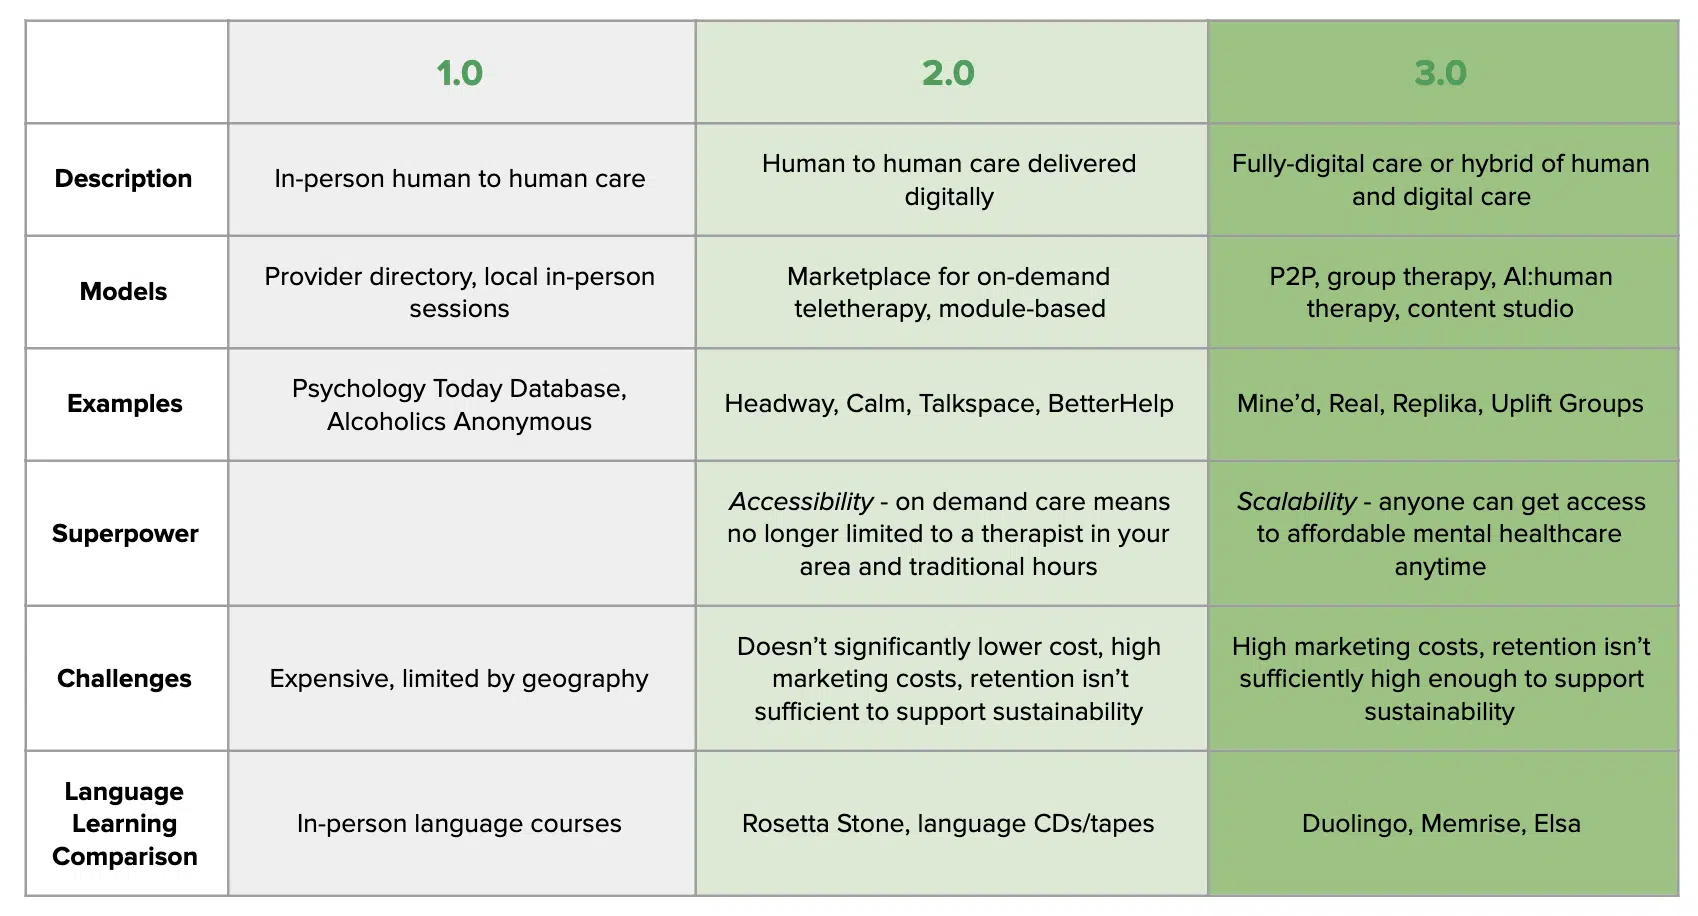 1.0
2.0
3.0
Description
In-person human to human care
Human to human care delivered
digitally
Fully-digital care or hybrid of human
and digital care
Models
Provider directory, local in-person
sessions
Marketplace for on-demand
teletherapy, module-based
P2P, group therapy, AI:human
therapy, content studio
Examples
Psychology Today Database,
Alcoholics Anonymous
Headway, Calm, Talkspace, BetterHelp
Mine’d, Real, Replika, Uplift Groups
Superpower
Accessibility - on demand care means
no longer limited to a therapist in your
area and traditional hours
Scalability - anyone can get access
to affordable mental healthcare
anytime
Challenges
Expensive, limited by geography
Doesn’t significantly lower cost, high
marketing costs, retention isn’t
sufficient to support sustainability
High marketing costs, retention isn’t
sufficiently high enough to support
sustainability
Language
Learning
Comparison
In-person language courses
Rosetta Stone, language CDs/tapes
Duolingo, Memrise, Elsa